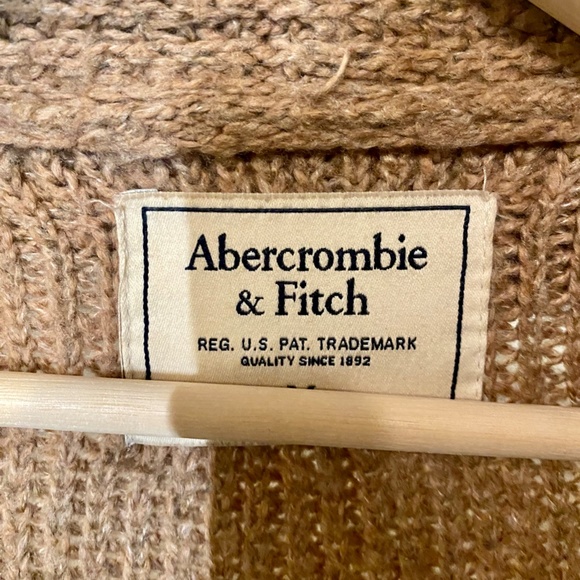 Abercrombie
& Fitch
REG. U.S. PAT. TRADEMARK
QUALITY SINCE 1892